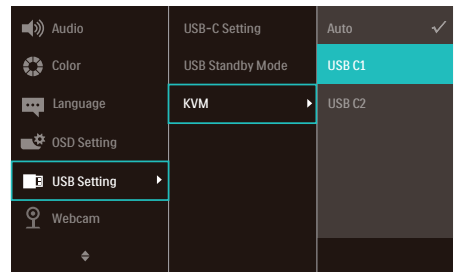 Audio
Color
Language
OSD Setting
USB Setting
Webcam
USB-C Setting
USB Standby Mode
KVM
Auto
USB C1
USB C2